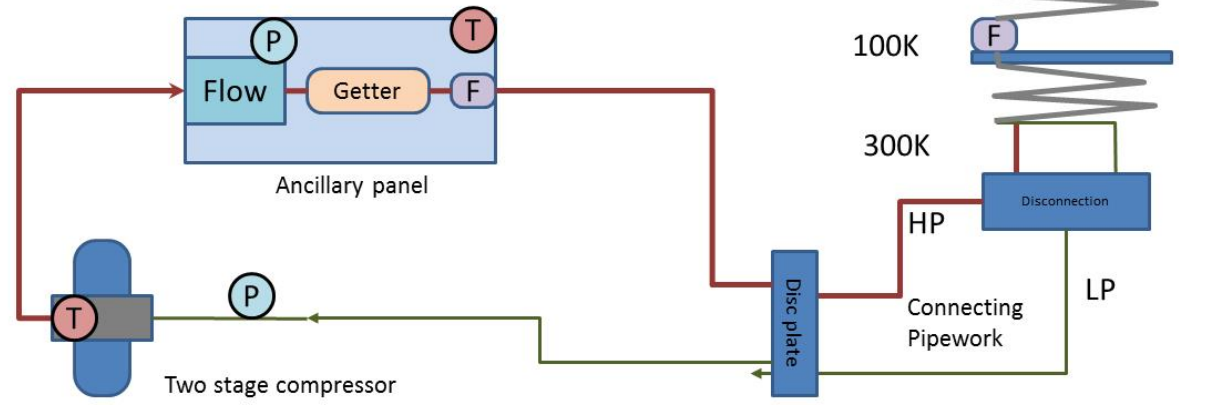 P
T
Flow
Getter
F
Ancillary panel
F
100K
300K
Disconnection
HP
LP
Disc plate
Connecting
Pipework
P
T
Two stage compressor